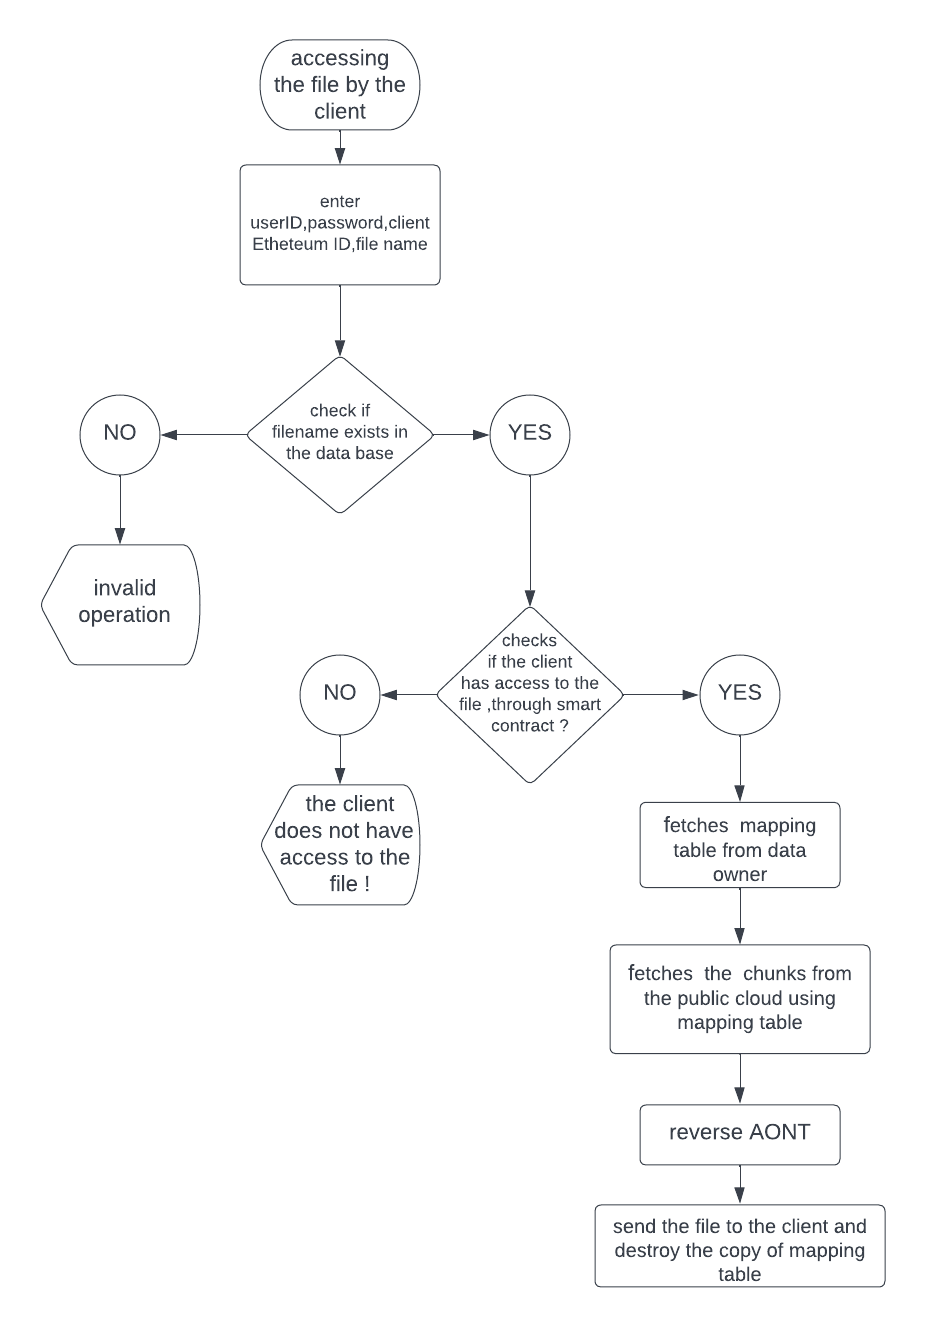 accessing
the file by the
client
enter
userID,password,client
Etheteum ID,file name
check if
filename exists in
the data base
NO
YES
invalid
operation
checks
if the client
has access to the
file ,through smart
contract ?
NO
YES
the client
does not have
access to the
file !
fetches  mapping
table from data
owner
fetches  the  chunks from
the public cloud using
mapping table
reverse AONT
send the file to the client and
destroy the copy of mapping
table